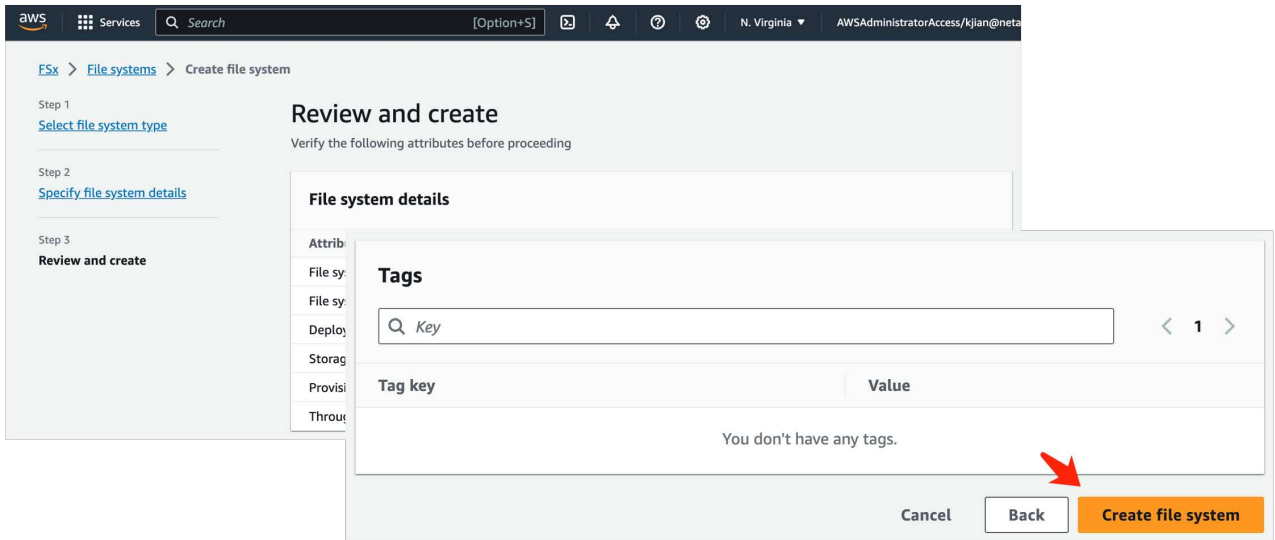 aws Services Search [Option+S] N. Virginia ▼ AWSAdministratorAccess/kjian@neta
FSx > File systems > Create file system
Step 1
Select file system type
Step 2
Specify file system details
Step 3
Review and create
Review and create
Verify the following attributes before proceeding
File system details
Attrib
File sy
File sy
Deploy
Storag
Provisi
Throug
Tags
Key
< 1 >
Tag key Value
You don't have any tags.
Cancel Back Create file system